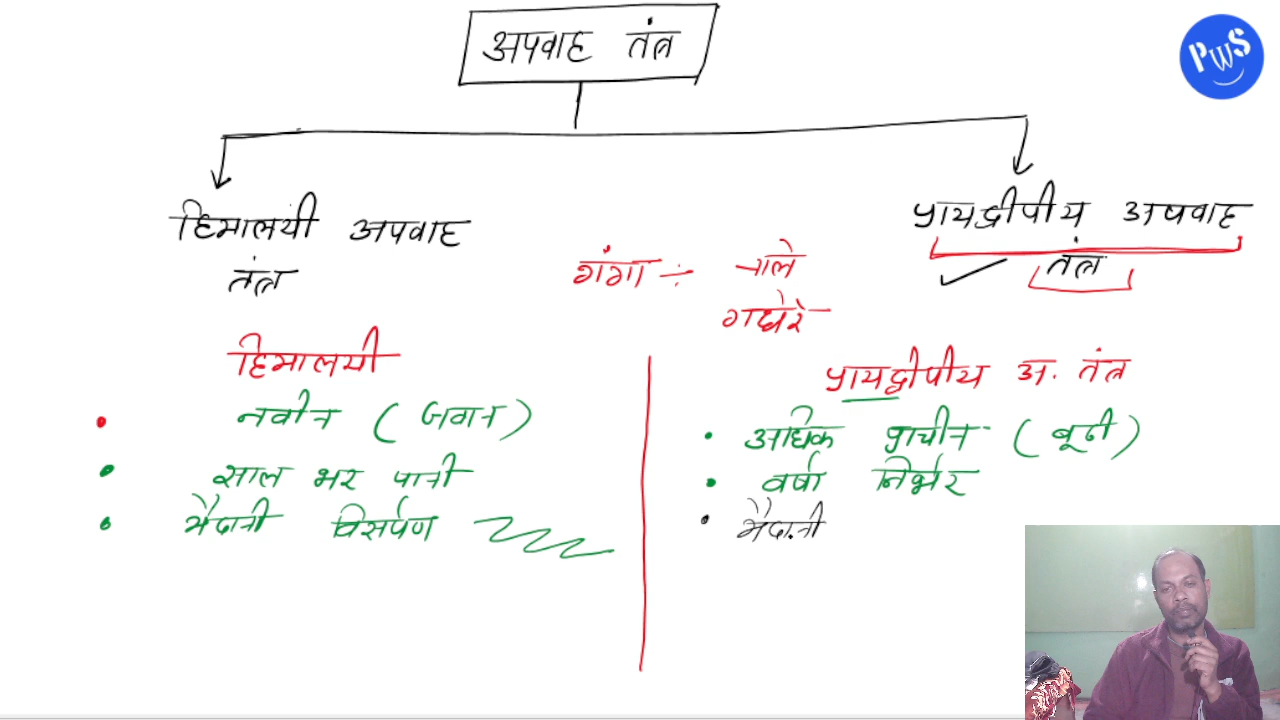 अपवाह तंत्र
PWS
हिमालयी अपवाह
तंत्र
प्रायद्वीपीय अपवाह
तंत्र
गंगा ÷ नाले
गधेरे
हिमालयी
नवीन (जवान)
• साल भर पानी
• मैदानी विसर्पण
प्रायद्वीपीय अ. तंत्र
• अधिक प्राचीन (बूढी)
• वर्षा निर्भर
• मैदानी